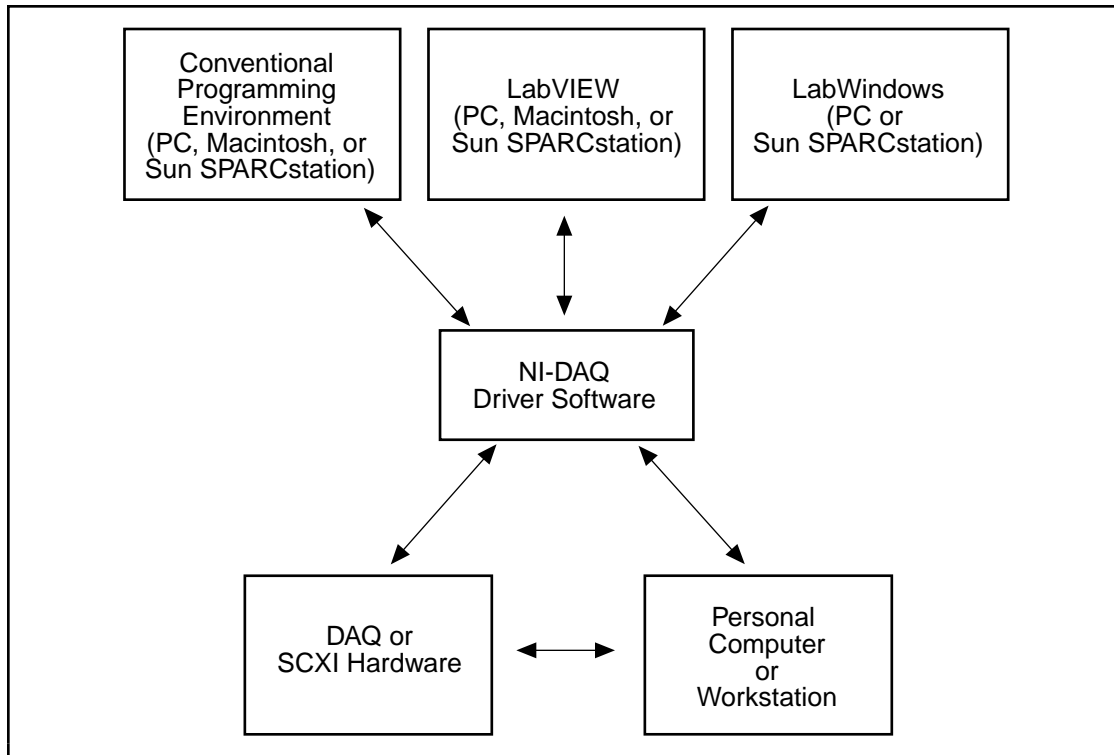 Conventional
Programming
Environment
(PC, Macintosh, or
Sun SPARCstation)
LabVIEW
(PC, Macintosh, or
Sun SPARCstation)
LabWindows
(PC or
Sun SPARCstation)
NI-DAQ
Driver Software
DAQ or
SCXI Hardware
Personal
Computer
or
Workstation